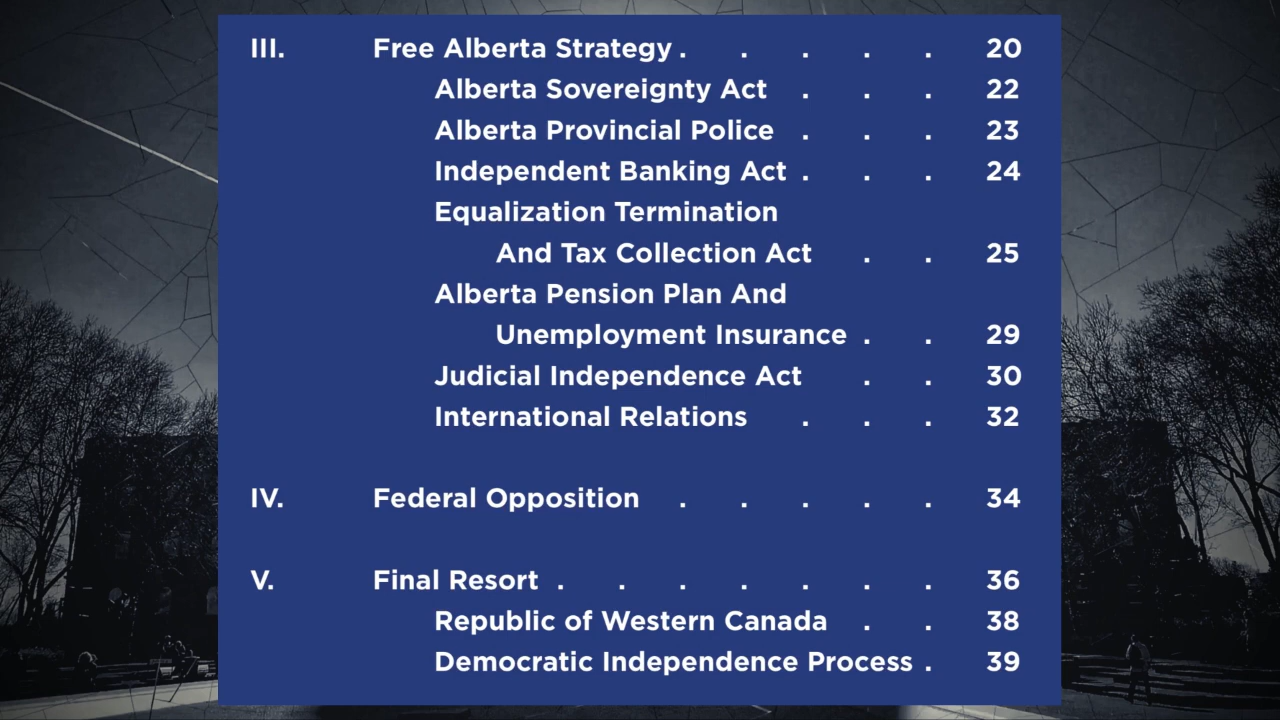 III. Free Alberta Strategy . . . . . 20
Alberta Sovereignty Act . . . 22
Alberta Provincial Police . . . 23
Independent Banking Act . . . 24
Equalization Termination
And Tax Collection Act . . 25
Alberta Pension Plan And
Unemployment Insurance . . 29
Judicial Independence Act . . 30
International Relations . . . 32
IV. Federal Opposition . . . . . 34
V. Final Resort . . . . . . . 36
Republic of Western Canada . . 38
Democratic Independence Process . 39